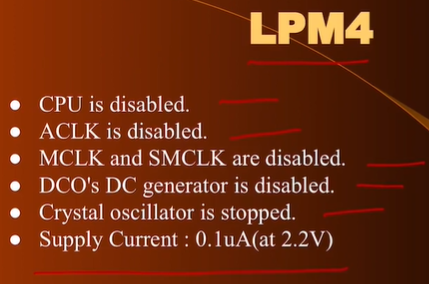 LPM4
● CPU is disabled.
● ACLK is disabled.
● MCLK and SMCLK are disabled.
● DCO's DC generator is disabled.
● Crystal oscillator is stopped.
● Supply Current : 0.1uA(at 2.2V)